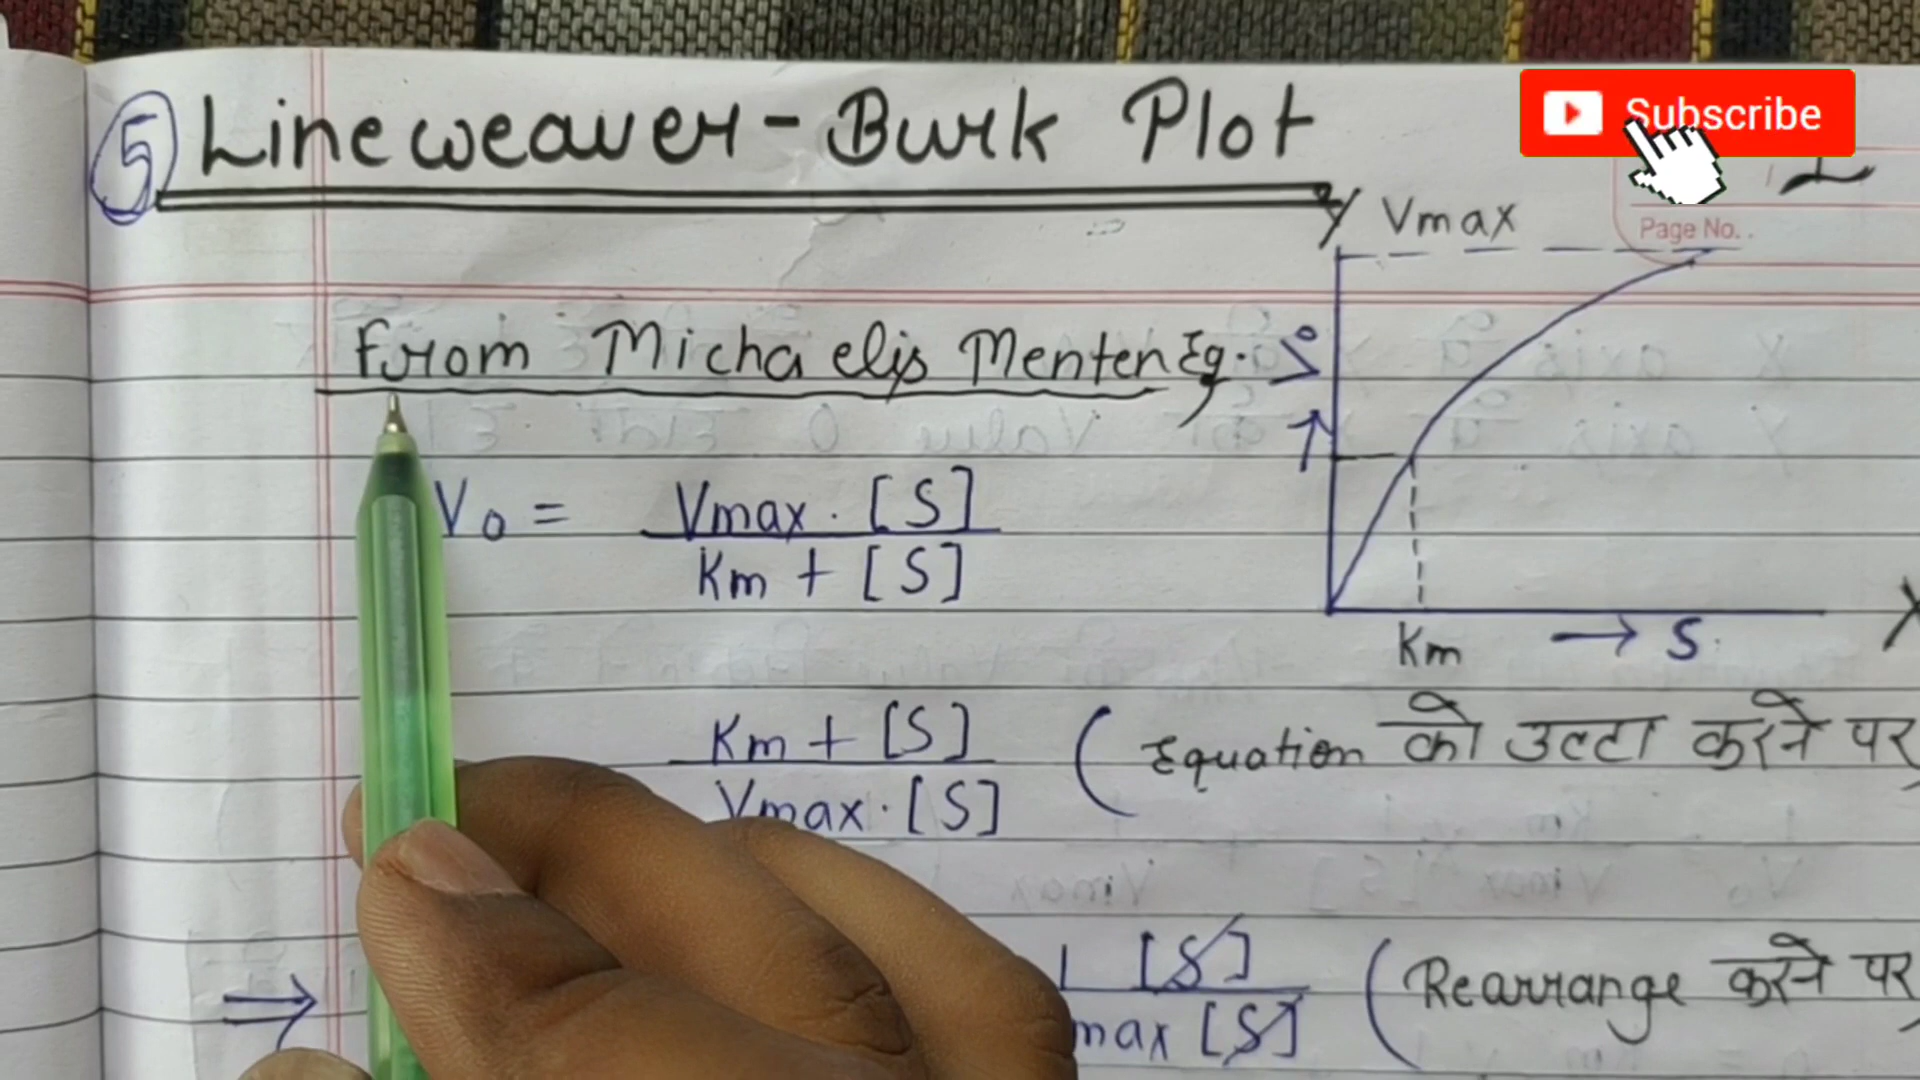 5 Lineweaver-Burk Plot
Subscribe
Page No.
Y Vmax
From Michaelis Menten Eq.
Vo
V0 = Vmax. [S]
Km + [S]
Km → S
X
Km + [S] (Equation को उल्टा करने पर)
Vmax. [S]
⇒ [S] (Rearrange करने पर)
max [S]